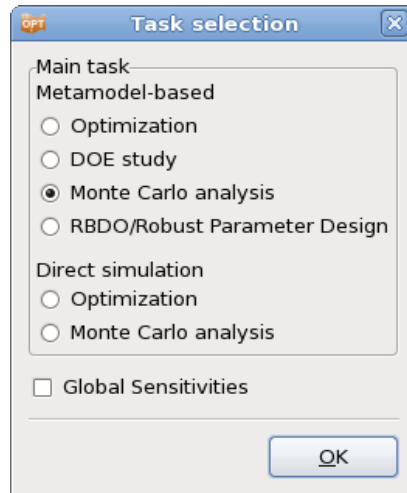 OPT
Task selection
Main task
Metamodel-based
Optimization
DOE study
Monte Carlo analysis
RBDO/Robust Parameter Design
Direct simulation
Optimization
Monte Carlo analysis
Global Sensitivities
OK